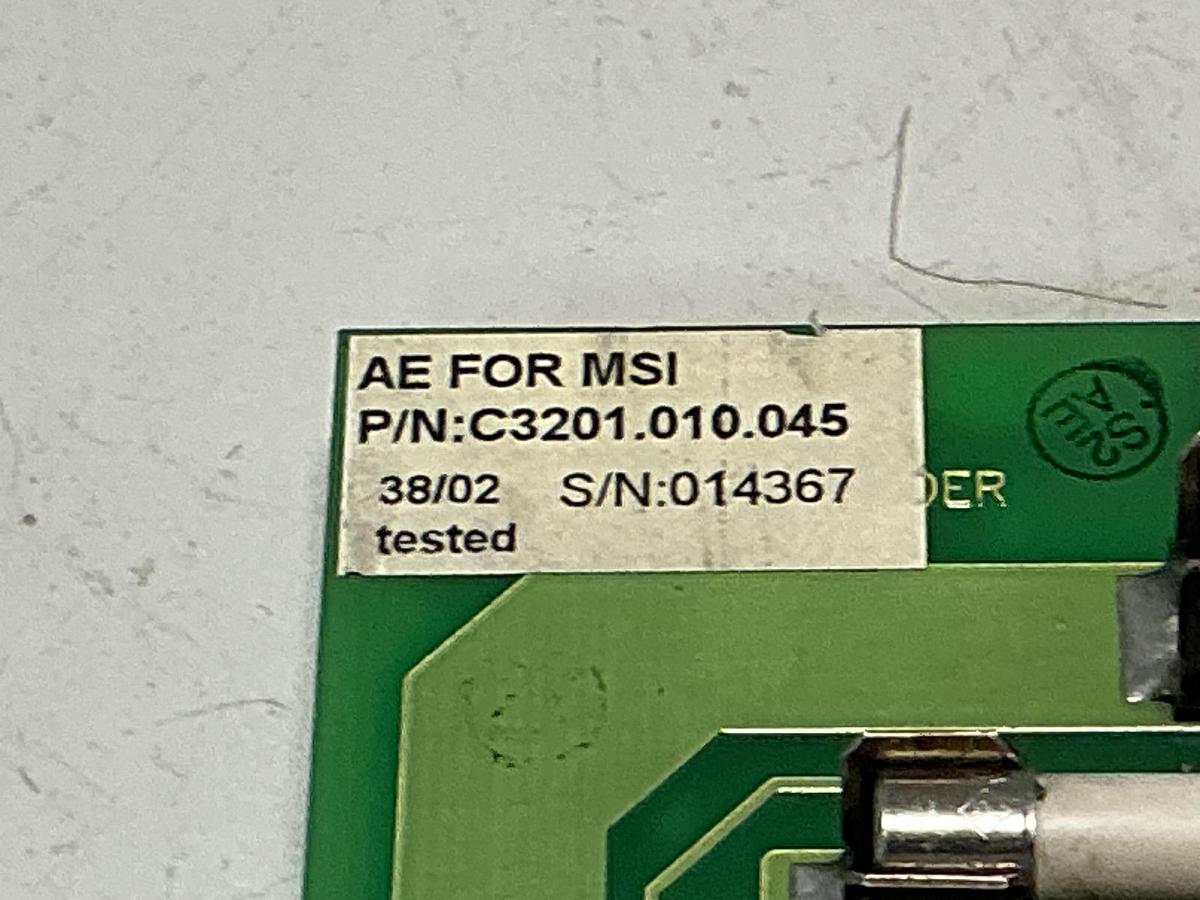 AE FOR MSI
P/N:C3201.010.045
38/02 S/N:014367
tested
DER